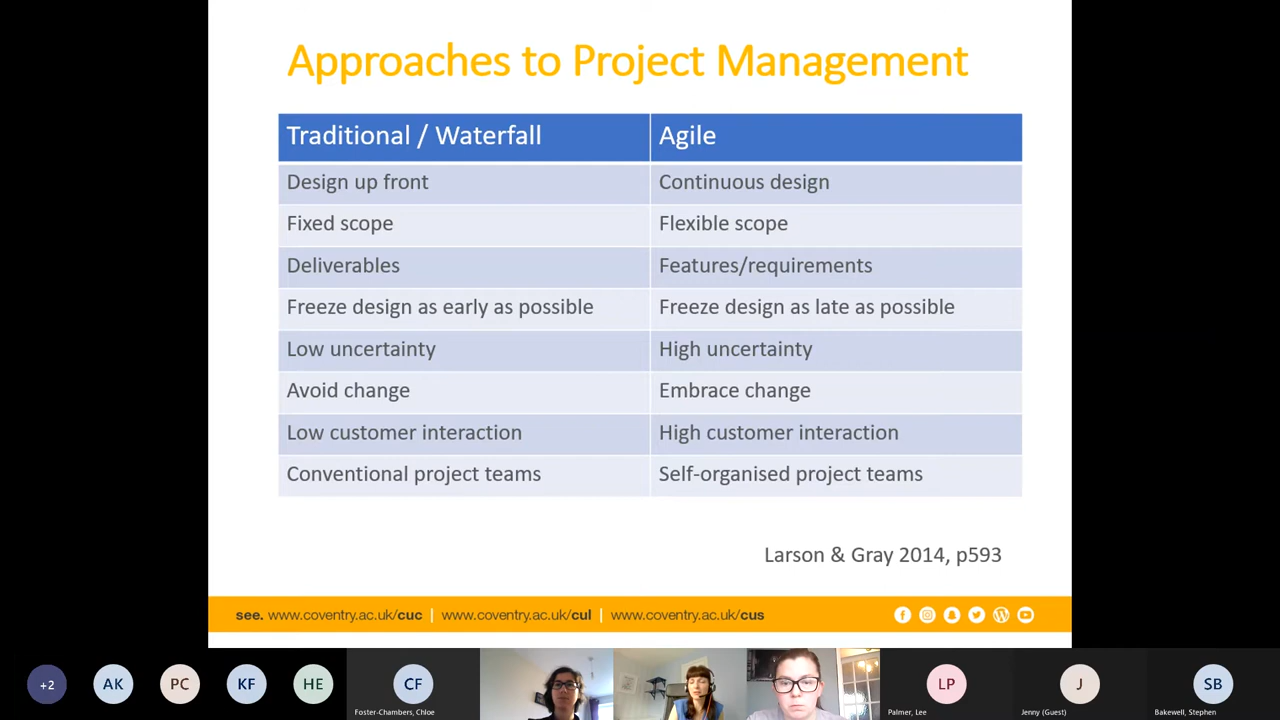 Approaches to Project Management
Traditional / Waterfall
Agile
Design up front
Continuous design
Fixed scope
Flexible scope
Deliverables
Features/requirements
Freeze design as early as possible
Freeze design as late as possible
Low uncertainty
High uncertainty
Avoid change
Embrace change
Low customer interaction
High customer interaction
Conventional project teams
Self-organised project teams
Larson & Gray 2014, p593
see. www.coventry.ac.uk/cuc | www.coventry.ac.uk/cul | www.coventry.ac.uk/cus
+2
AK
PC
KF
HE
CF
LP
J
SB
Foster-Chambers, Chloe
Palmer, Lee
Jenny (Guest)
Bakewell, Stephen